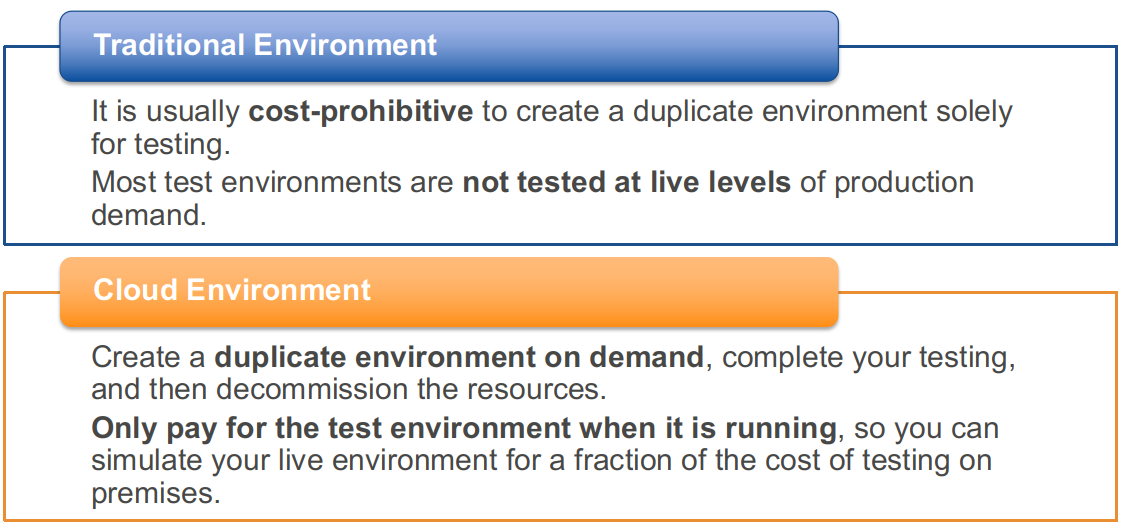 Traditional Environment
It is usually cost-prohibitive to create a duplicate environment solely
for testing.
Most test environments are not tested at live levels of production
demand.
Cloud Environment
Create a duplicate environment on demand, complete your testing,
and then decommission the resources.
Only pay for the test environment when it is running, so you can
simulate your live environment for a fraction of the cost of testing on
premises.